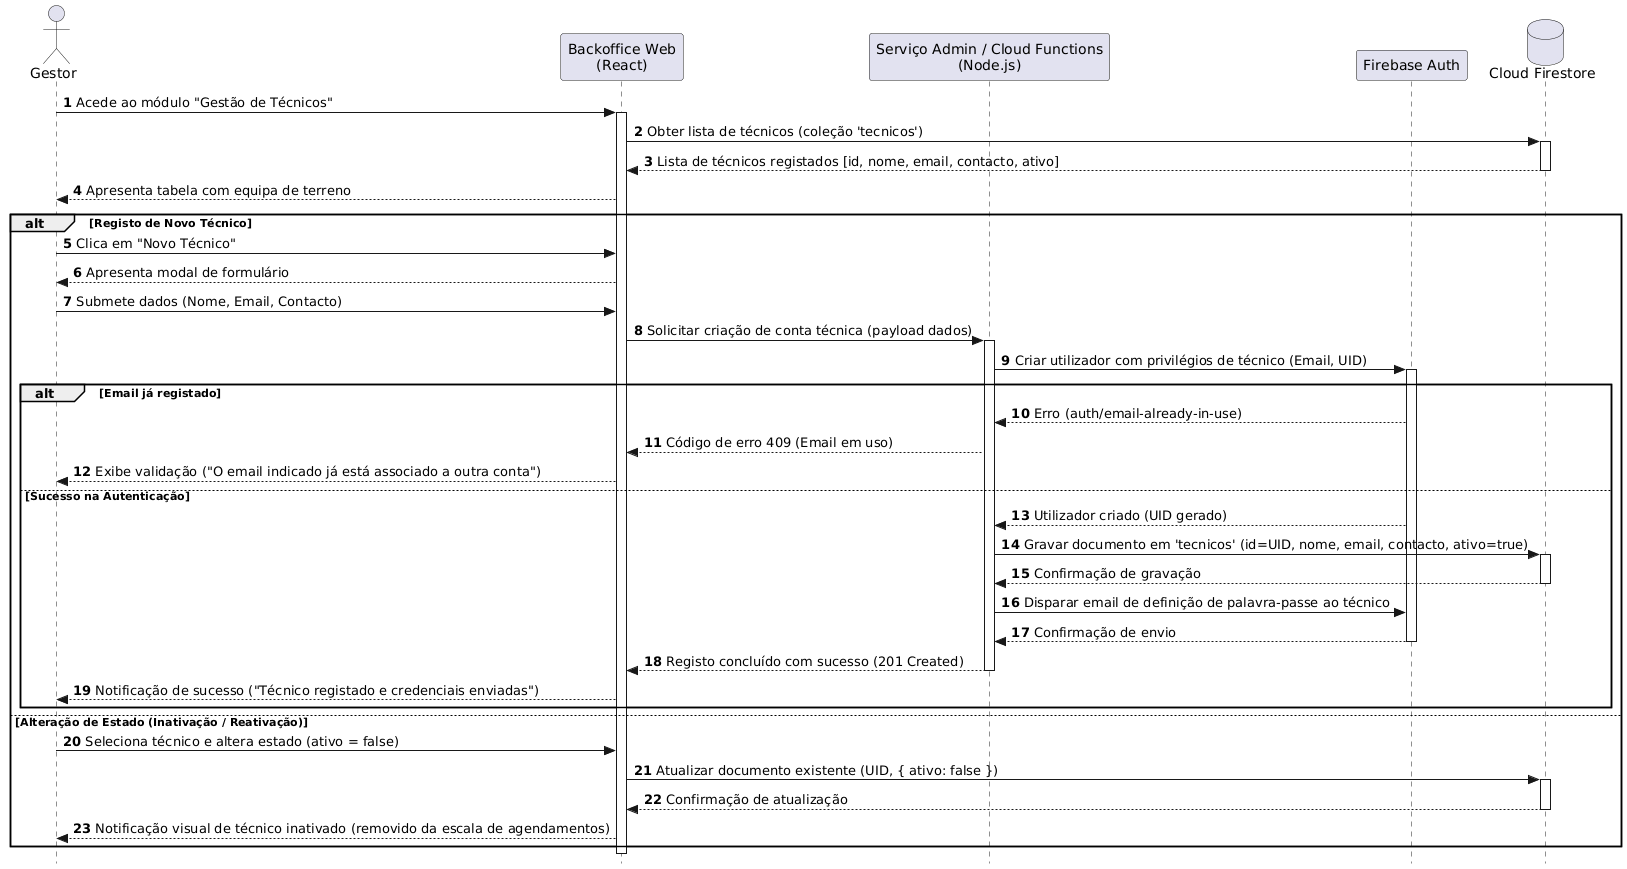 Gestor
Backoffice Web
(React)
Serviço Admin / Cloud Functions
(Node.js)
Firebase Auth
Cloud Firestore
1 Acede ao módulo "Gestão de Técnicos"
2 Obter lista de técnicos (coleção 'tecnicos')
3 Lista de técnicos registados [id, nome, email, contacto, ativo]
4 Apresenta tabela com equipa de terreno
alt [Registo de Novo Técnico]
5 Clica em "Novo Técnico"
6 Apresenta modal de formulário
7 Submete dados (Nome, Email, Contacto)
8 Solicitar criação de conta técnica (payload dados)
9 Criar utilizador com privilégios de técnico (Email, UID)
alt [Email já registado]
10 Erro (auth/email-already-in-use)
11 Código de erro 409 (Email em uso)
12 Exibe validação ("O email indicado já está associado a outra conta")
[Sucesso na Autenticação]
13 Utilizador criado (UID gerado)
14 Gravar documento em 'tecnicos' (id=UID, nome, email, contacto, ativo=true)
15 Confirmação de gravação
16 Disparar email de definição de palavra-passe ao técnico
17 Confirmação de envio
18 Registo concluído com sucesso (201 Created)
19 Notificação de sucesso ("Técnico registado e credenciais enviadas")
[Alteração de Estado (Inativação / Reativação)]
20 Seleciona técnico e altera estado (ativo = false)
21 Atualizar documento existente (UID, { ativo: false })
22 Confirmação de atualização
23 Notificação visual de técnico inativado (removido da escala de agendamentos)